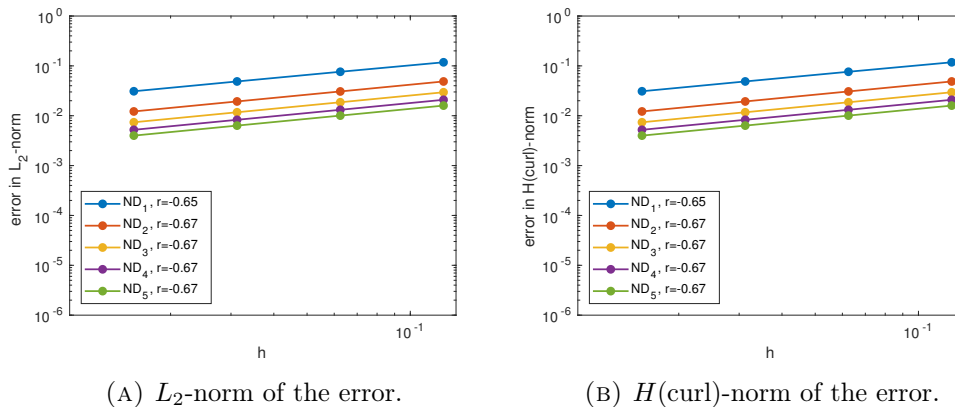 10^0
10^-1
10^-2
10^-3
10^-4
10^-5
10^-6
error in L_2-norm
ND_1, r=-0.65
ND_2, r=-0.67
ND_3, r=-0.67
ND_4, r=-0.67
ND_5, r=-0.67
10^-1
h
(A) L_2-norm of the error.
10^0
10^-1
10^-2
10^-3
10^-4
10^-5
10^-6
error in H(curl)-norm
ND_1, r=-0.65
ND_2, r=-0.67
ND_3, r=-0.67
ND_4, r=-0.67
ND_5, r=-0.67
10^-1
h
(B) H(curl)-norm of the error.